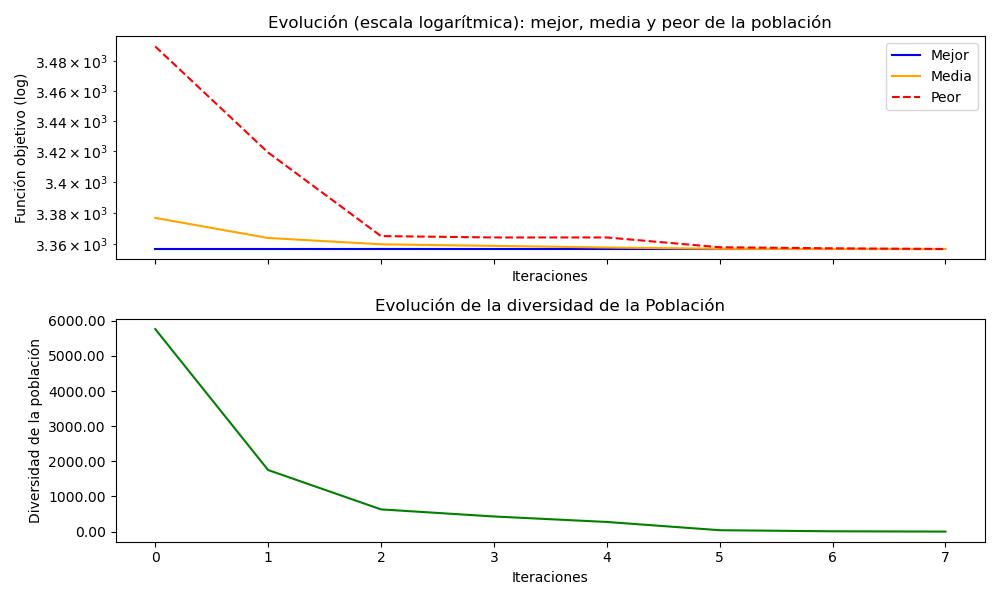 Evolución (escala logarítmica): mejor, media y peor de la población
Función objetivo (log)
3.48 × 10³
3.46 × 10³
3.44 × 10³
3.42 × 10³
3.4 × 10³
3.38 × 10³
3.36 × 10³
Mejor
Media
Peor
Iteraciones
Evolución de la diversidad de la Población
Diversidad de la población
6000.00
5000.00
4000.00
3000.00
2000.00
1000.00
0.00
0 1 2 3 4 5 6 7
Iteraciones